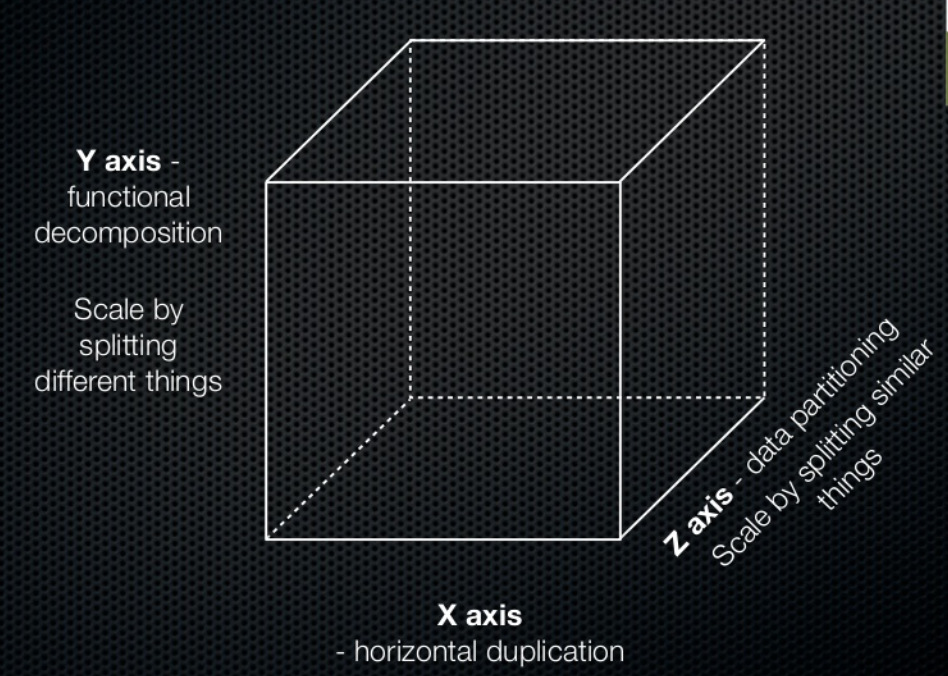 Y axis -
functional
decomposition
Scale by
splitting
different things
Z axis - data partitioning
Scale by splitting similar
things
X axis
- horizontal duplication